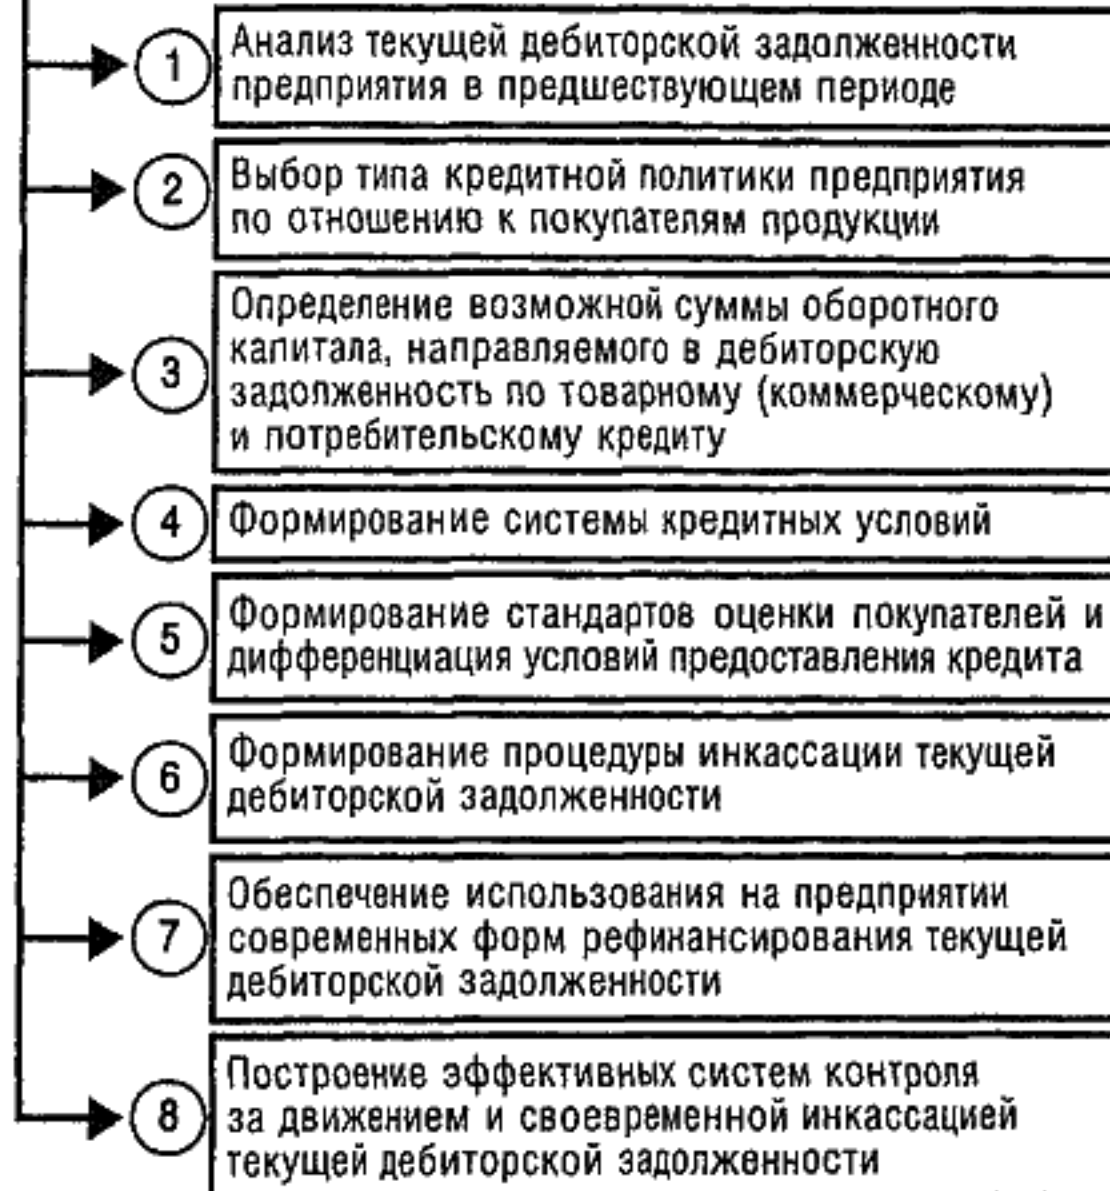 1
Анализ текущей дебиторской задолженности
предприятия в предшествующем периоде
2
Выбор типа кредитной политики предприятия
по отношению к покупателям продукции
3
Определение возможной суммы оборотного
капитала, направляемого в дебиторскую
задолженность по товарному (коммерческому)
и потребительскому кредиту
4
Формирование системы кредитных условий
5
Формирование стандартов оценки покупателей и
дифференциация условий предоставления кредита
6
Формирование процедуры инкассации текущей
дебиторской задолженности
7
Обеспечение использования на предприятии
современных форм рефинансирования текущей
дебиторской задолженности
8
Построение эффективных систем контроля
за движением и своевременной инкассацией
текущей дебиторской задолженности